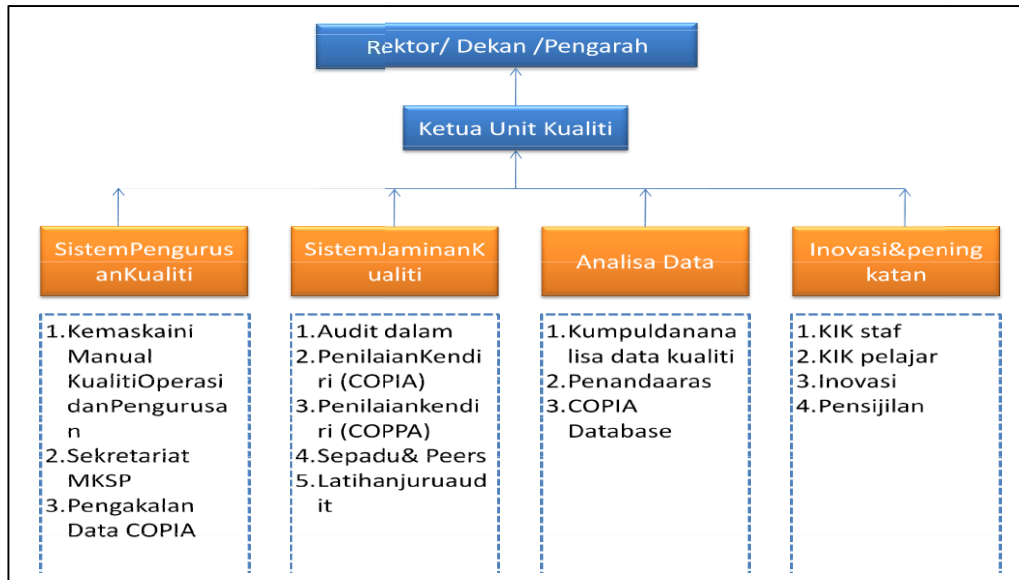 Rektor/ Dekan /Pengarah
Ketua Unit Kualiti
SistemPengurus
anKualiti
SistemJaminanK
ualiti
Analisa Data
Inovasi&pening
katan
1.Kemaskaini
Manual
KualitiOperasi
danPengurusa
n
2.Sekretariat
MKSP
3.Pengakalan
Data COPIA
1.Audit dalam
2.PenilaianKendi
ri (COPIA)
3.Penilaiankendi
ri (COPPA)
4.Sepadu& Peers
5.Latihanjuruaud
it
1.Kumpuldanana
lisa data kualiti
2.Penandaaras
3.COPIA
Database
1.KIK staf
2.KIK pelajar
3.Inovasi
4.Pensijilan